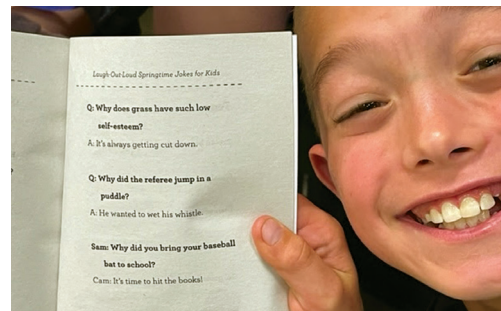 Laugh-Out-Loud Springtime Jokes for Kids
Q: Why does grass have such low
self-esteem?
A: It's always getting cut down.
Q: Why did the referee jump in a
puddle?
A: He wanted to wet his whistle.
Sam: Why did you bring your baseball
bat to school?
Cam: It's time to hit the books!